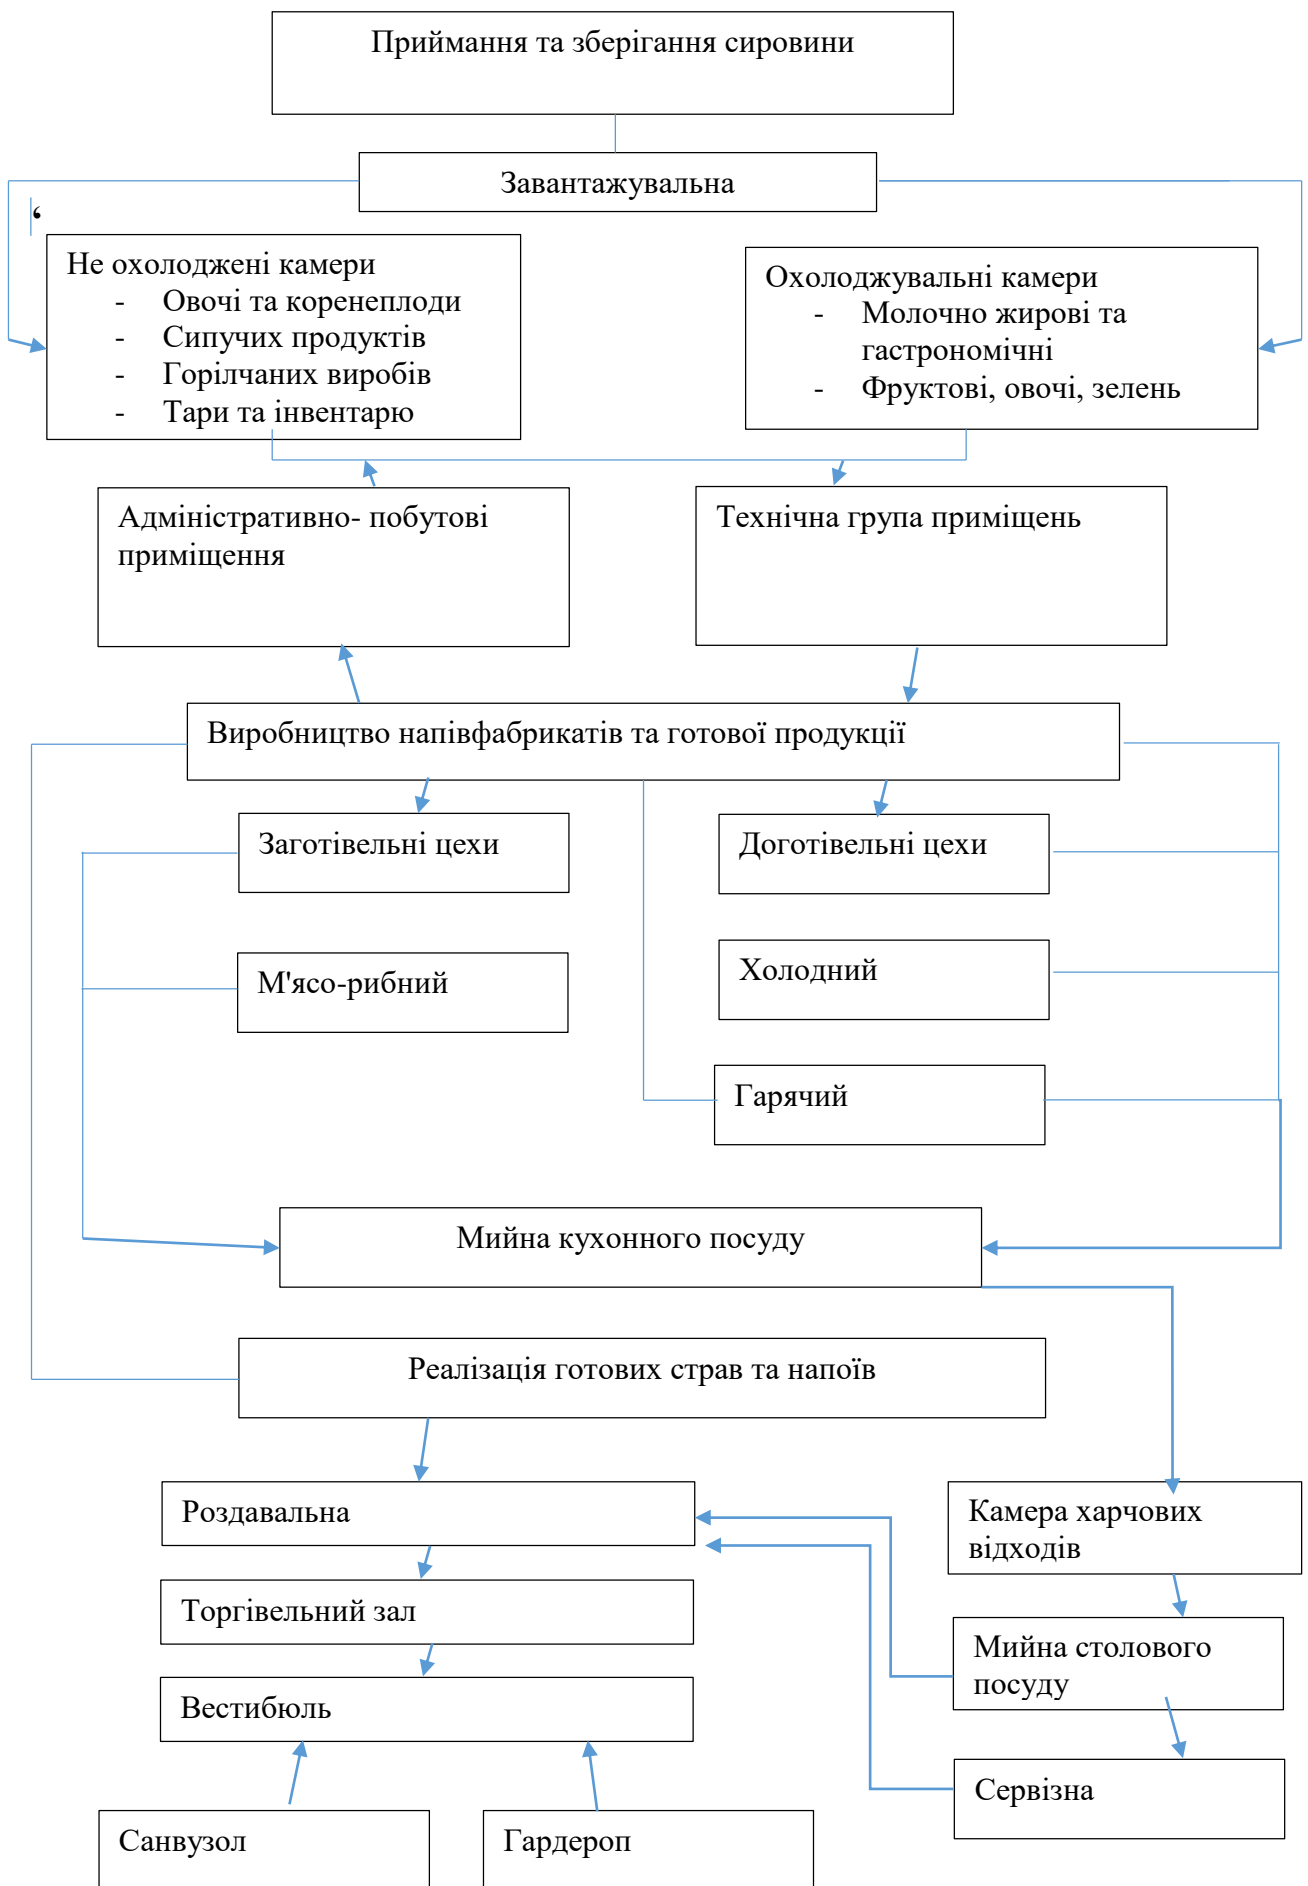 Приймання та зберігання сировини
Завантажувальна
‘
Не охолоджені камери
- Овочі та коренеплоди
- Сипучих продуктів
- Горілчаних виробів
- Тари та інвентарю
Охолоджувальні камери
- Молочно жирові та
гастрономічні
- Фруктові, овочі, зелень
Адміністративно- побутові
приміщення
Технічна група приміщень
Виробництво напівфабрикатів та готової продукції
Заготівельні цехи
Доготівельні цехи
М'ясо-рибний
Холодний
Гарячий
Мийна кухонного посуду
Реалізація готових страв та напоїв
Роздавальна
Камера харчових
відходів
Торгівельний зал
Мийна столового
посуду
Вестибюль
Сервізна
Санвузол
Гардероп